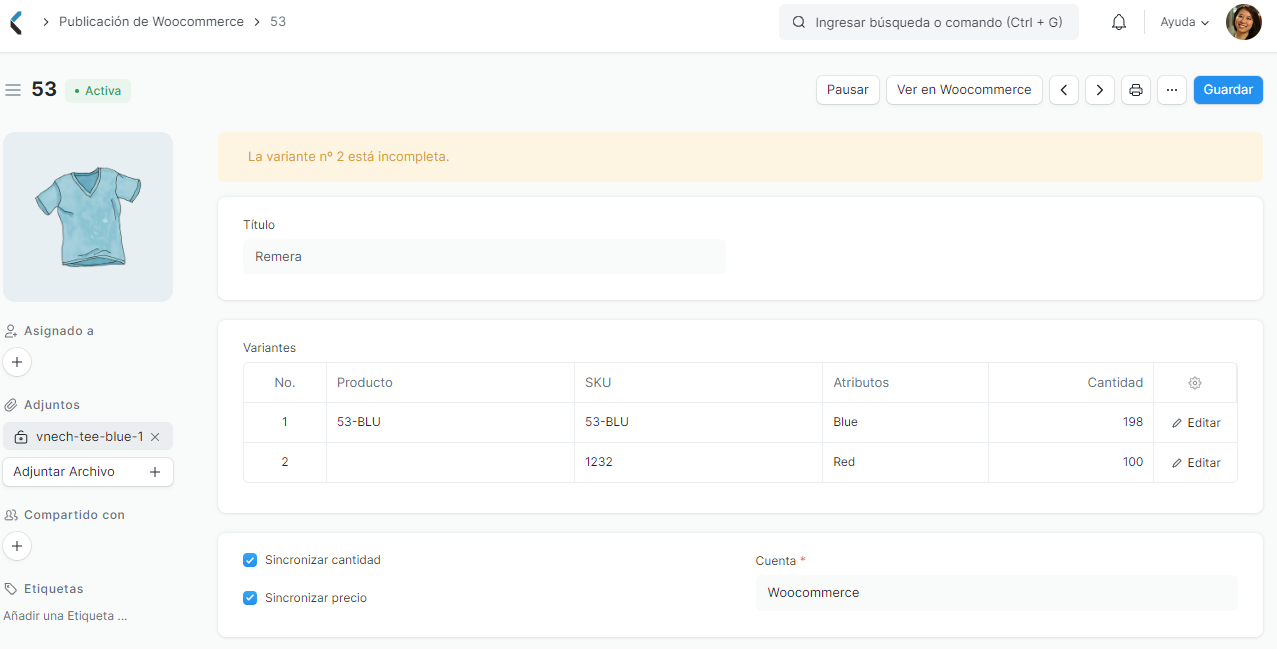 Publicación de Woocommerce
53
Ingresar búsqueda o comando (Ctrl + G)
Ayuda
53
Activa
Pausar
Ver en Woocommerce
Guardar
La variante nº 2 está incompleta.
Título
Remera
Asignado a
Adjuntos
vnech-tee-blue-1
Adjuntar Archivo
Compartido con
Etiquetas
Añadir una Etiqueta ...
Variantes
No. Producto SKU Atributos Cantidad
1 53-BLU 53-BLU Blue 198 Editar
2 1232 Red 100 Editar
Sincronizar cantidad
Sincronizar precio
Cuenta *
Woocommerce